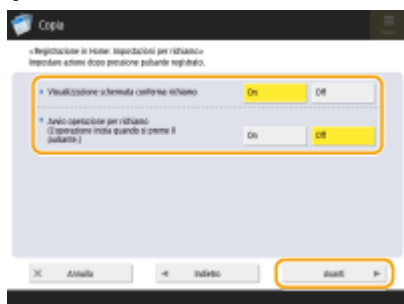 Copia
<Registrazione in Home: Impostazioni per richiamo>
Impostare azione dopo pressione pulsante registrato.
Visualizzazione schermata conferma richiamo
On
Off
Avvio operazione per richiamo
(L'operazione inizia quando si preme il
pulsante.)
On
Off
Annulla
Indietro
Avanti